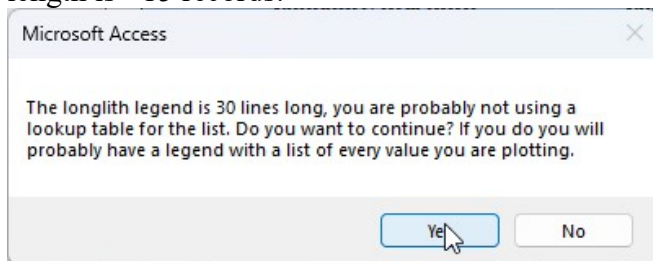 Microsoft Access
The longlith legend is 30 lines long, you are probably not using a
lookup table for the list. Do you want to continue? If you do you will
probably have a legend with a list of every value you are plotting.
No